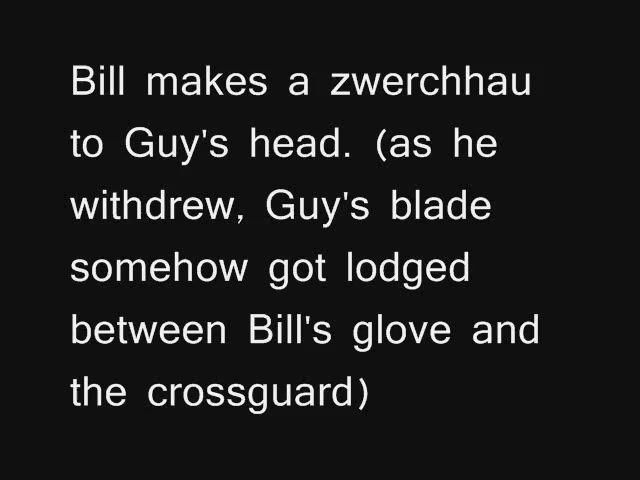 Bill makes a zwerchhau
to Guy's head. (as he
withdrew, Guy's blade
somehow got lodged
between Bill's glove and
the crossguard)